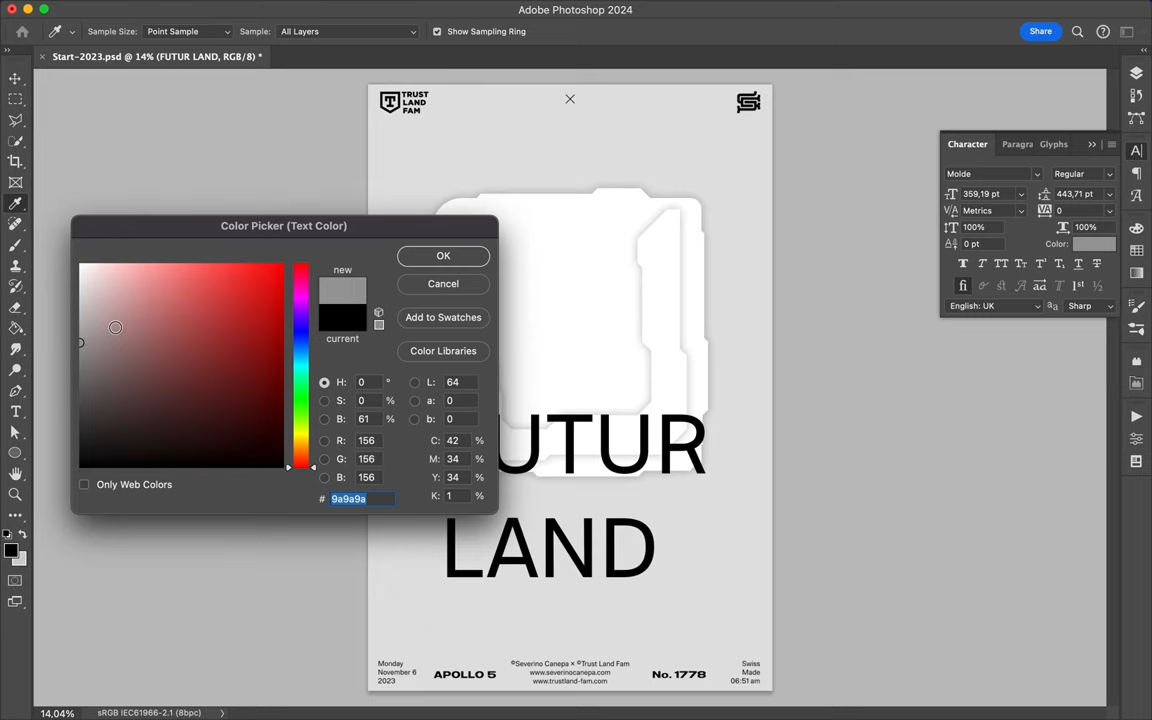 Adobe Photoshop 2024
Sample Size: Point Sample Sample: All Layers Show Sampling Ring Share
× Start-2023.psd @ 14% (FUTUR LAND, RGB/8) *
TRUST
LAND
FAM
Character Paragra Glyphs
Molde Regular
359,19 pt 443,71 pt
Metrics 0
100% 100%
0 pt Color:
English: UK Sharp
Color Picker (Text Color)
new
current
OK
Cancel
Add to Swatches
Color Libraries
H: 0 ° L: 64
S: 0 % a: 0
B: 61 % b: 0
R: 156 C: 42 %
G: 156 M: 34 %
B: 156 Y: 34 %
# 9a9a9a K: 1 %
Only Web Colors
UTUR
LAND
Monday
November 6
2023
APOLLO 5
©Severino Canepa × ©Trust Land Fam
www.severinocanepa.com
www.trustland-fam.com
No. 1778
Swiss
Made
06:51 am
14,04% sRGB IEC61966-2.1 (8bpc)